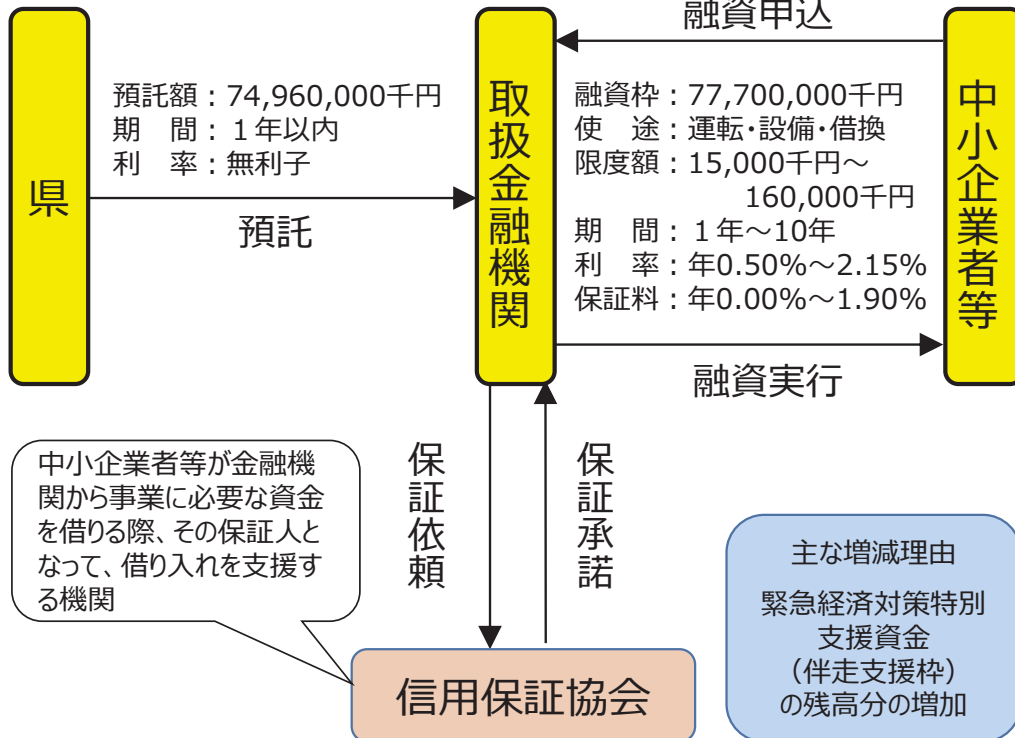 融資申込
県
預託額：74,960,000千円
期　間：１年以内
利　率：無利子
預託
取扱金融機関
融資枠：77,700,000千円
使　途：運転・設備・借換
限度額：15,000千円～
160,000千円
期　間：１年～10年
利　率：年0.50%～2.15%
保証料：年0.00%～1.90%
融資実行
中小企業者等
中小企業者等が金融機
関から事業に必要な資金
を借りる際、その保証人と
なって、借り入れを支援す
る機関
保証依頼
保証承諾
信用保証協会
主な増減理由
緊急経済対策特別
支援資金
（伴走支援枠）
の残高分の増加